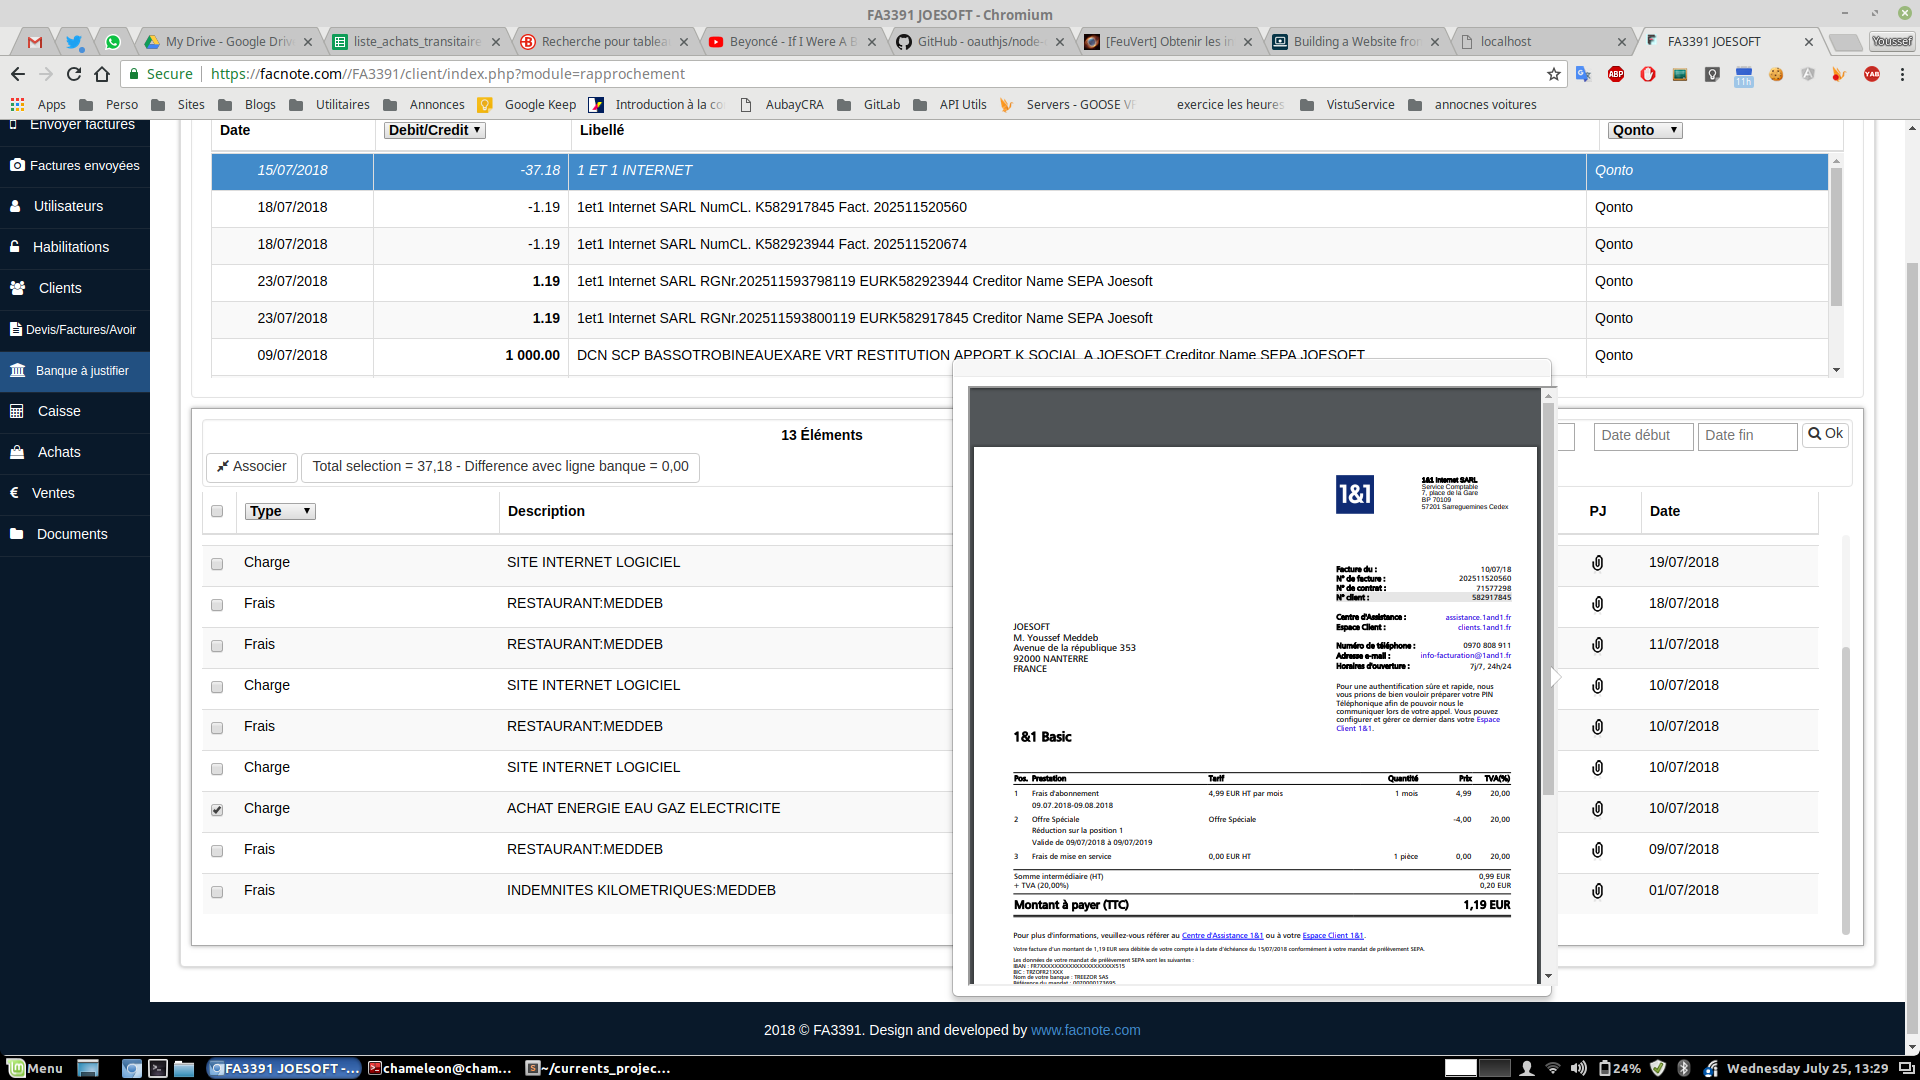 FA3391 JOESOFT - Chromium
My Drive - Google Driv
liste_achats_transitaire
Recherche pour tablea
Beyoncé - If I Were A B
GitHub - oauthjs/node-
[FeuVert] Obtenir les in
Building a Website fron
localhost
FA3391 JOESOFT
Youssef
Secure
https://facnote.com//FA3391/client/index.php?module=rapprochement
ABP
11h
YAB
Apps
Perso
Sites
Blogs
Utilitaires
Annonces
Google Keep
Introduction à la co
AubayCRA
GitLab
API Utils
Servers - GOOSE VP
exercice les heures
VistuService
annocnes voitures
Envoyer factures
Factures envoyées
Utilisateurs
Habilitations
Clients
Devis/Factures/Avoir
Banque à justifier
Caisse
Achats
€ Ventes
Documents
Date Debit/Credit Libellé Qonto
15/07/2018 -37.18 1 ET 1 INTERNET Qonto
18/07/2018 -1.19 1et1 Internet SARL NumCL. K582917845 Fact. 202511520560 Qonto
18/07/2018 -1.19 1et1 Internet SARL NumCL. K582923944 Fact. 202511520674 Qonto
23/07/2018 1.19 1et1 Internet SARL RGNr.202511593798119 EURK582923944 Creditor Name SEPA Joesoft Qonto
23/07/2018 1.19 1et1 Internet SARL RGNr.202511593800119 EURK582917845 Creditor Name SEPA Joesoft Qonto
09/07/2018 1 000.00 DCN SCP BASSOTROBINEAUEXARE VRT RESTITUTION APPORT K SOCIAL A JOESOFT Creditor Name SEPA JOESOFT Qonto
13 Éléments
Date début
Date fin
Ok
Associer
Total selection = 37,18 - Difference avec ligne banque = 0,00
Type Description PJ Date
Charge SITE INTERNET LOGICIEL 19/07/2018
Frais RESTAURANT:MEDDEB 18/07/2018
Frais RESTAURANT:MEDDEB 11/07/2018
Charge SITE INTERNET LOGICIEL 10/07/2018
Frais RESTAURANT:MEDDEB 10/07/2018
Charge SITE INTERNET LOGICIEL 10/07/2018
Charge ACHAT ENERGIE EAU GAZ ELECTRICITE 10/07/2018
Frais RESTAURANT:MEDDEB 09/07/2018
Frais INDEMNITES KILOMETRIQUES:MEDDEB 01/07/2018
1&1
1&1 Internet SARL
Service Comptable
7, place de la Gare
BP 70109
57201 Sarreguemines Cedex
Facture du : 10/07/18
N° de facture : 202511520560
N° de contrat : 71577298
N° client : 582917845
Centre d'Assistance : assistance.1and1.fr
Espace Client : clients.1and1.fr
Numéro de téléphone : 0970 808 911
Adresse e-mail : info-facturation@1and1.fr
Horaires d'ouverture : 7j/7, 24h/24
JOESOFT
M. Youssef Meddeb
Avenue de la république 353
92000 NANTERRE
FRANCE
Pour une authentification sûre et rapide, nous
vous prions de bien vouloir préparer votre PIN
Téléphonique afin de pouvoir nous le
communiquer lors de votre appel. Vous pouvez
configurer et gérer ce dernier dans votre Espace
Client 1&1.
1&1 Basic
Pos. Prestation Tarif Quantité Prix TVA(%)
1 Frais d'abonnement 4,99 EUR HT par mois 1 mois 4,99 20,00
09.07.2018-09.08.2018
2 Offre Spéciale Offre Spéciale -4,00 20,00
Réduction sur la position 1
Valide de 09/07/2018 à 09/07/2019
3 Frais de mise en service 0,00 EUR HT 1 pièce 0,00 20,00
Somme intermédiaire (HT) 0,99 EUR
+ TVA (20,00%) 0,20 EUR
Montant à payer (TTC) 1,19 EUR
Pour plus d'informations, veuillez-vous référer au Centre d'Assistance 1&1 ou à votre Espace Client 1&1.
Votre facture d'un montant de 1,19 EUR sera débitée de votre compte à la date d'échéance du 15/07/2018 conformément à votre mandat de prélèvement SEPA.
Les données de votre mandat de prélèvement SEPA sont les suivantes :
BIC : TRZOFR21XXX
Nom de votre banque : TREEZOR SAS
2018 © FA3391. Design and developed by www.facnote.com
Menu
FA3391 JOESOFT -...
chameleon@cham...
~/currents_projec...
24%
Wednesday July 25, 13:29